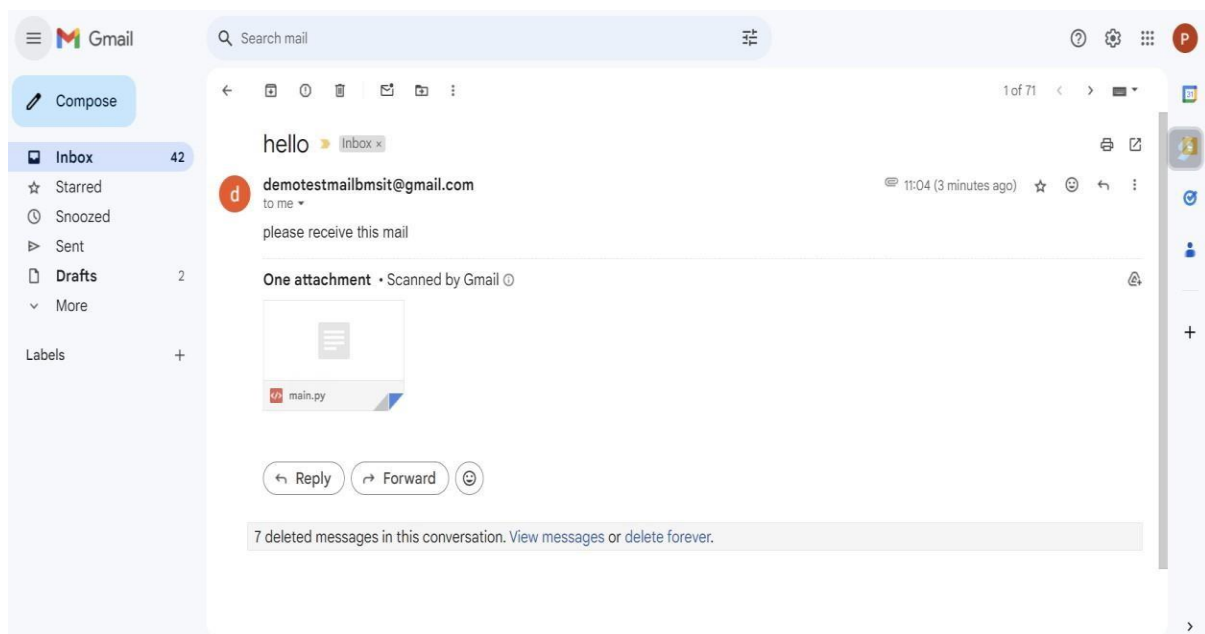 Gmail
Search mail
P
Compose
1 of 71
31
hello Inbox ×
Inbox 42
Starred
Snoozed
Sent
Drafts 2
More
Labels +
d
demotestmailbmsit@gmail.com
11:04 (3 minutes ago)
to me
please receive this mail
One attachment • Scanned by Gmail
main.py
Reply
Forward
7 deleted messages in this conversation. View messages or delete forever.